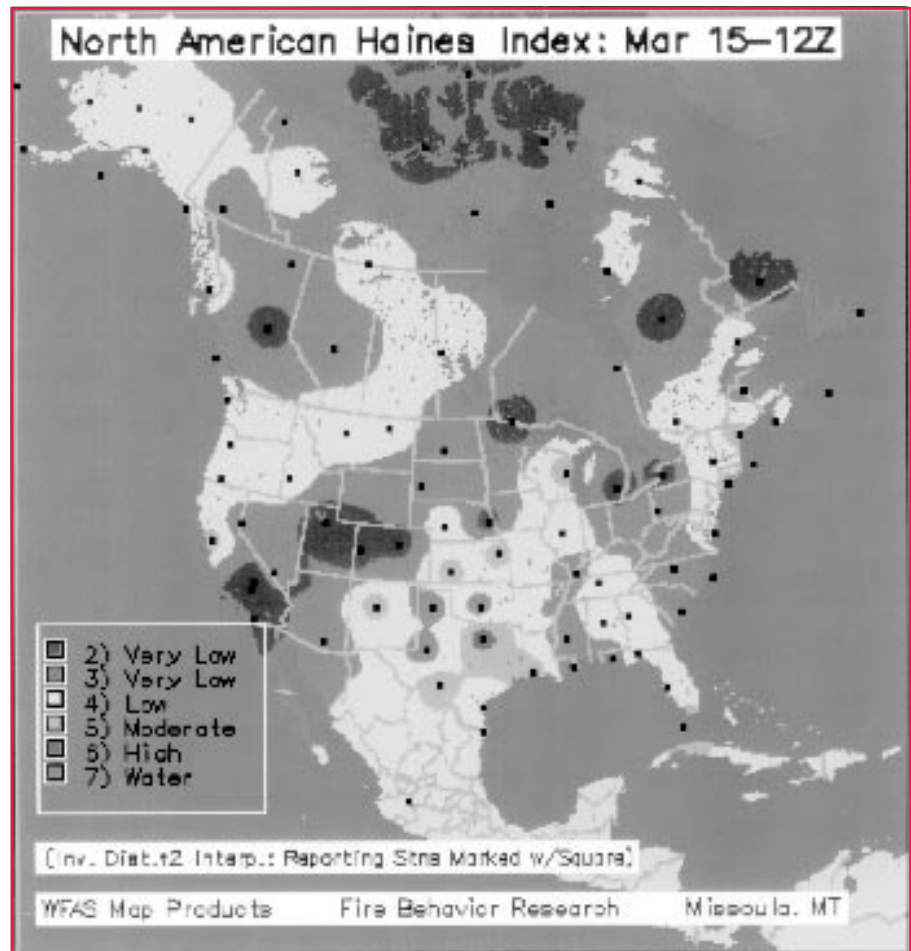 North American Haines Index: Mar 15-12Z
2) Very Low
3) Very Low
4) Low
5) Moderate
6) High
7) Water
(Inv. Dist.↑2 Interp.: Reporting Stns Marked w/Square)
WFAS Map Products Fire Behavior Research Missoula, MT